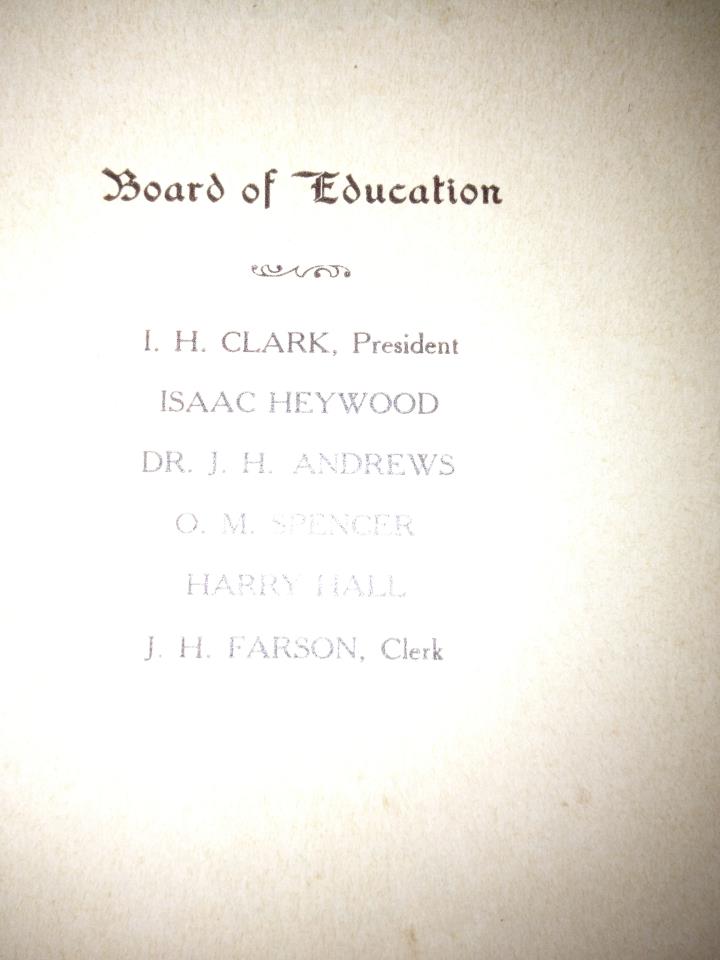 Board of Education
I. H. CLARK, President
ISAAC HEYWOOD
DR. J. H. ANDREWS
O. M. SPENCER
HARRY HALL
J. H. FARSON, Clerk